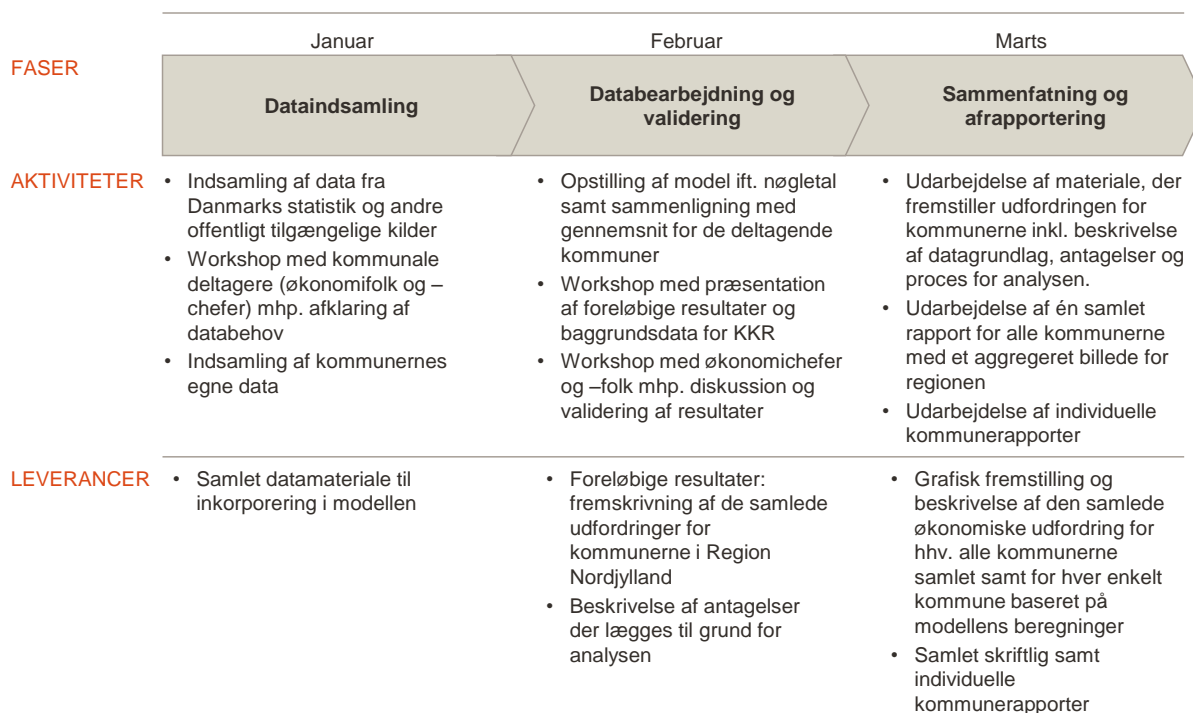 Januar
Februar
Marts
FASER
Dataindsamling
Databearbejdning og
validering
Sammenfatning og
afrapportering
AKTIVITETER
• Indsamling af data fra
Danmarks statistik og andre
offentligt tilgængelige kilder
• Workshop med kommunale
deltagere (økonomifolk og –
chefer) mhp. afklaring af
databehov
• Indsamling af kommunernes
egne data
• Opstilling af model ift. nøgletal
samt sammenligning med
gennemsnit for de deltagende
kommuner
• Workshop med præsentation
af foreløbige resultater og
baggrundsdata for KKR
• Workshop med økonomichefer
og –folk mhp. diskussion og
validering af resultater
• Udarbejdelse af materiale, der
fremstiller udfordringen for
kommunerne inkl. beskrivelse
af datagrundlag, antagelser og
proces for analysen.
• Udarbejdelse af én samlet
rapport for alle kommunerne
med et aggregeret billede for
regionen
• Udarbejdelse af individuelle
kommunerapporter
LEVERANCER
• Samlet datamateriale til
inkorporering i modellen
• Foreløbige resultater:
fremskrivning af de samlede
udfordringer for
kommunerne i Region
Nordjylland
• Beskrivelse af antagelser
der lægges til grund for
analysen
• Grafisk fremstilling og
beskrivelse af den samlede
økonomiske udfordring for
hhv. alle kommunerne
samlet samt for hver enkelt
kommune baseret på
modellens beregninger
• Samlet skriftlig samt
individuelle
kommunerapporter